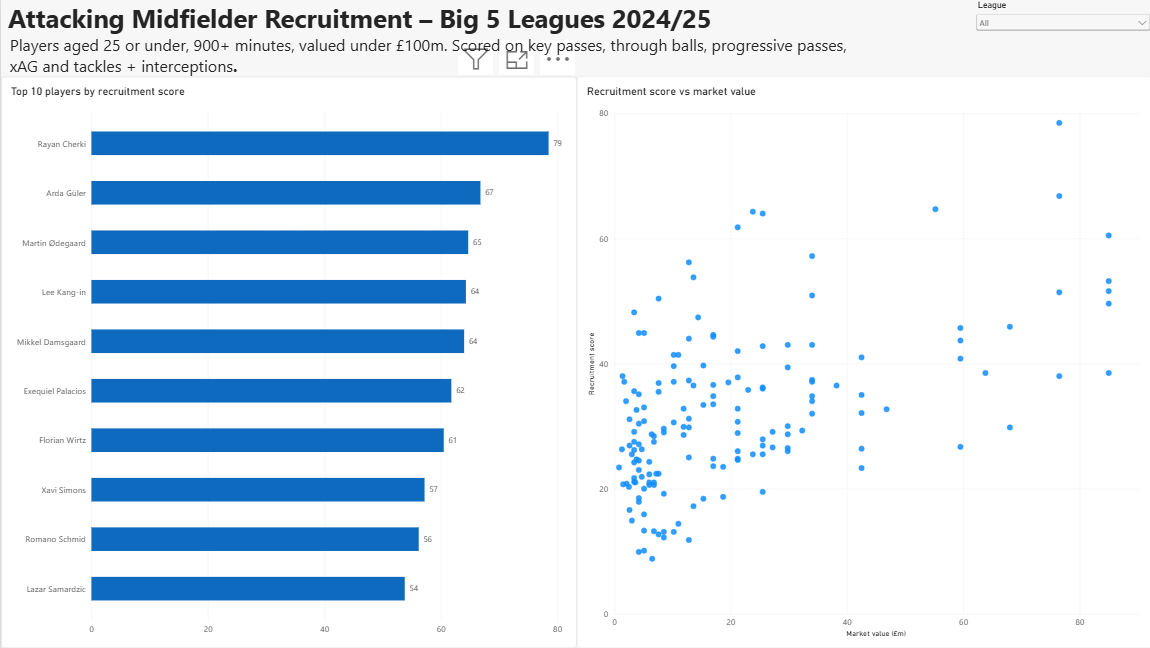 Attacking Midfielder Recruitment – Big 5 Leagues 2024/25
League
All
Players aged 25 or under, 900+ minutes, valued under £100m. Scored on key passes, through balls, progressive passes,
xAG and tackles + interceptions.
Top 10 players by recruitment score
Rayan Cherki 79
Arda Güler 67
Martin Ødegaard 65
Lee Kang-in 64
Mikkel Damsgaard 64
Exequiel Palacios 62
Florian Wirtz 61
Xavi Simons 57
Romano Schmid 56
Lazar Samardzic 54
0 20 40 60 80
Recruitment score vs market value
80
60
40
20
0
Recruitment score
0 20 40 60 80
Market value (£m)